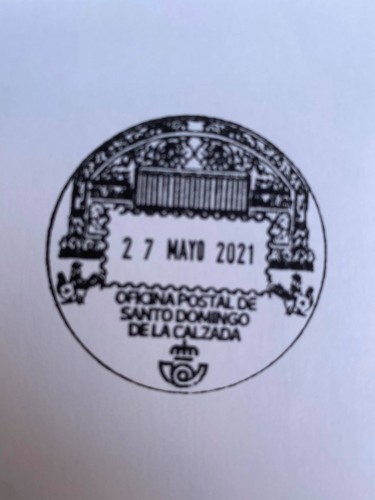 2 7 MAYO 2021
OFICINA POSTAL DE
SANTO DOMINGO
DE LA CALZADA